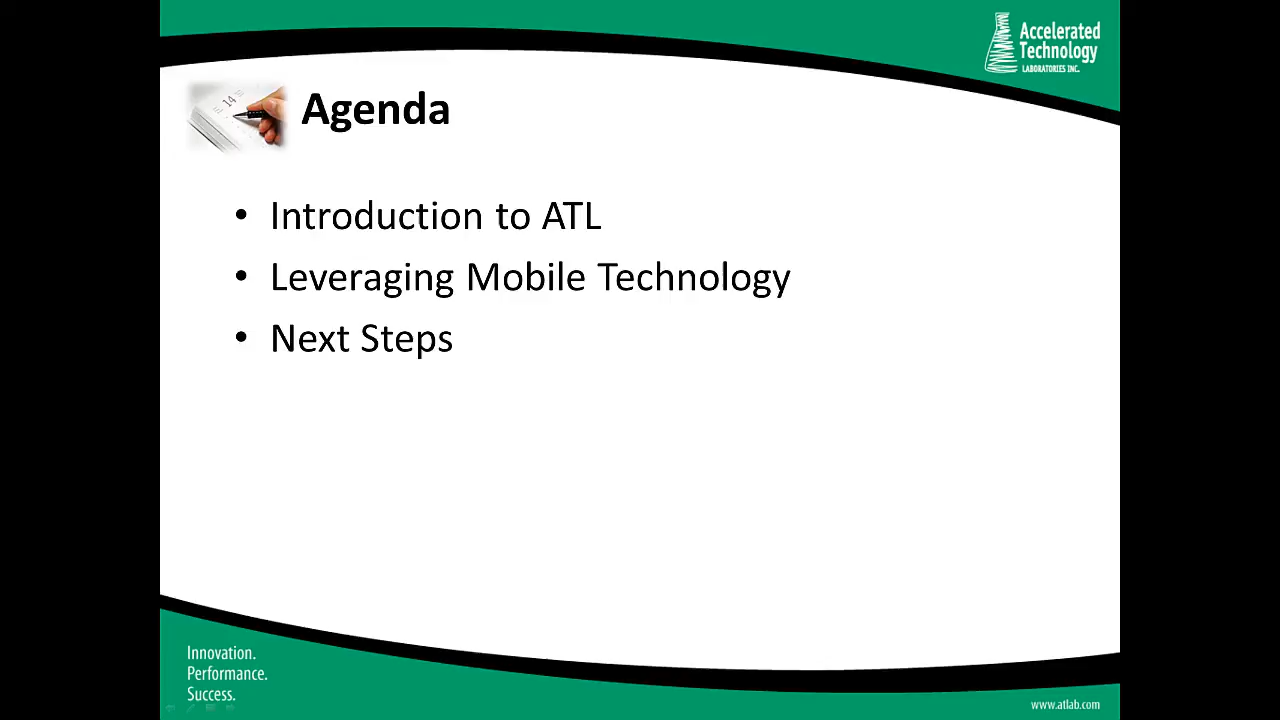 Accelerated
Technology
LABORATORIES INC.
14
Agenda
• Introduction to ATL
• Leveraging Mobile Technology
• Next Steps
Innovation.
Performance.
Success.
www.atlab.com